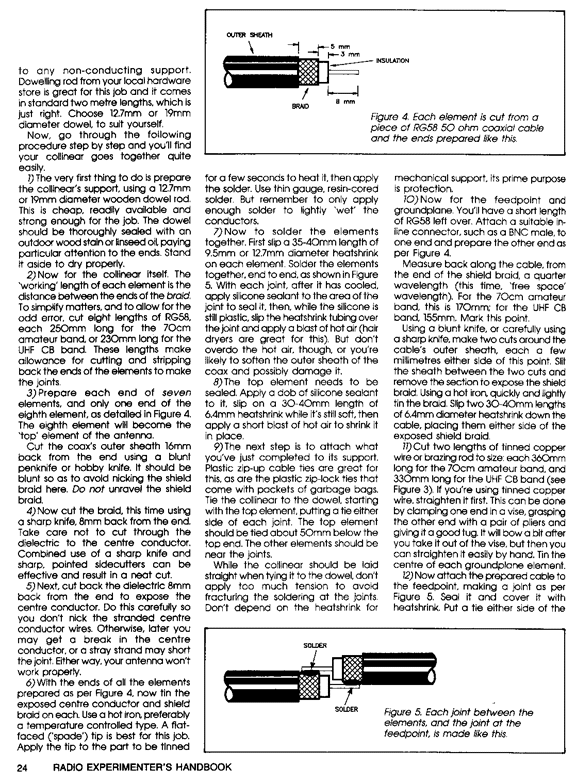 OUTER SHEATH
5 mm
3 mm
INSULATION
BRAID
8 mm
Figure 4. Each element is cut from a
piece of RG58 50 ohm coaxial cable
and the ends prepared like this.
to any non-conducting support.
Dowelling rod from your local hardware
store is great for this job and it comes
in standard two metre lengths, which is
just right. Choose 12.7mm or 19mm
diameter dowel, to suit yourself.
Now, go through the following
procedure step by step and you'll find
your collinear goes together quite
easily.
1) The very first thing to do is prepare
the collinear's support, using a 12.7mm
or 19mm diameter wooden dowel rod.
This is cheap, readily available and
strong enough for the job. The dowel
should be thoroughly sealed with an
outdoor wood stain or linseed oil, paying
particular attention to the ends. Stand
it aside to dry properly.
2) Now for the collinear itself. The
'working' length of each element is the
distance between the ends of the braid.
To simplify matters, and to allow for the
odd error, cut eight lengths of RG58,
each 250mm long for the 70cm
amateur band, or 230mm long for the
UHF CB band. These lengths make
allowance for cutting and stripping
back the ends of the elements to make
the joints.
3) Prepare each end of seven
elements, and only one end of the
eighth element, as detailed in Figure 4.
The eighth element will become the
'top' element of the antenna.
Cut the coax's outer sheath 16mm
back from the end using a blunt
penknife or hobby knife. It should be
blunt so as to avoid nicking the shield
braid here. Do not unravel the shield
braid.
4) Now cut the braid, this time using
a sharp knife, 8mm back from the end.
Take care not to cut through the
dielectic to the centre conductor.
Combined use of a sharp knife and
sharp, pointed sidecutters can be
effective and result in a neat cut.
5) Next, cut back the dielectric 8mm
back from the end to expose the
centre conductor. Do this carefully so
you don't nick the stranded centre
conductor wires. Otherwise, later you
may get a break in the centre
conductor, or a stray strand may short
the joint. Either way, your antenna won't
work properly.
6) With the ends of all the elements
prepared as per Figure 4, now tin the
exposed centre conductor and shield
braid on each. Use a hot iron, preferably
a temperature controlled type. A flat-
faced ('spade') tip is best for this job.
Apply the tip to the part to be tinned
for a few seconds to heat it, then apply
the solder. Use thin gauge, resin-cored
solder. But remember to only apply
enough solder to lightly 'wet' the
conductors.
7) Now to solder the elements
together. First slip a 35-40mm length of
9.5mm or 12.7mm diameter heatshrink
on each element. Solder the elements
together, end to end, as shown in Figure
5. With each joint, after it has cooled,
apply silicone sealant to the area of the
joint to seal it, then, while the silicone is
still plastic, slip the heatshrink tubing over
the joint and apply a blast of hot air (hair
dryers are great for this). But don't
overdo the hot air, though, or you're
likely to soften the outer sheath of the
coax and possibly damage it.
8) The top element needs to be
sealed. Apply a dob of silicone sealant
to it, slip on a 30-40mm length of
6.4mm heatshrink while it's still soft, then
apply a short blast of hot air to shrink it
in place.
9) The next step is to attach what
you've just completed to its support.
Plastic zip-up cable ties are great for
this, as are the plastic zip-lock ties that
come with pockets of garbage bags.
Tie the collinear to the dowel, starting
with the top element, putting a tie either
side of each joint. The top element
should be tied about 50mm below the
top end. The other elements should be
near the joints.
While the collinear should be laid
straight when tying it to the dowel, don't
apply too much tension to avoid
fracturing the soldering at the joints.
Don't depend on the heatshrink for
mechanical support, its prime purpose
is protection.
10) Now for the feedpoint and
groundplane. You'll have a short length
of RG58 left over. Attach a suitable in-
line connector, such as a BNC male, to
one end and prepare the other end as
per Figure 4.
Measure back along the cable, from
the end of the shield braid, a quarter
wavelength (this time, 'free space'
wavelength). For the 70cm amateur
band, this is 170mm; for the UHF CB
band, 155mm. Mark this point.
Using a blunt knife, or carefully using
a sharp knife, make two cuts around the
cable's outer sheath, each a few
millimetres either side of this point. Slit
the sheath between the two cuts and
remove the section to expose the shield
braid. Using a hot iron, quickly and lightly
tin the braid. Slip two 30-40mm lengths
of 6.4mm diameter heatshrink down the
cable, placing them either side of the
exposed shield braid.
11) Cut two lengths of tinned copper
wire or brazing rod to size: each 360mm
long for the 70cm amateur band, and
330mm long for the UHF CB band (see
Figure 3). If you're using tinned copper
wire, straighten it first. This can be done
by clamping one end in a vise, grasping
the other end with a pair of pliers and
giving it a good tug. It will bow a bit after
you take it out of the vise, but then you
can straighten it easily by hand. Tin the
centre of each groundplane element.
12) Now attach the prepared cable to
the feedpoint, making a joint as per
Figure 5. Seal it and cover it with
heatshrink. Put a tie either side of the
SOLDER
SOLDER
Figure 5. Each joint between the
elements, and the joint at the
feedpoint, is made like this.
24 RADIO EXPERIMENTER'S HANDBOOK